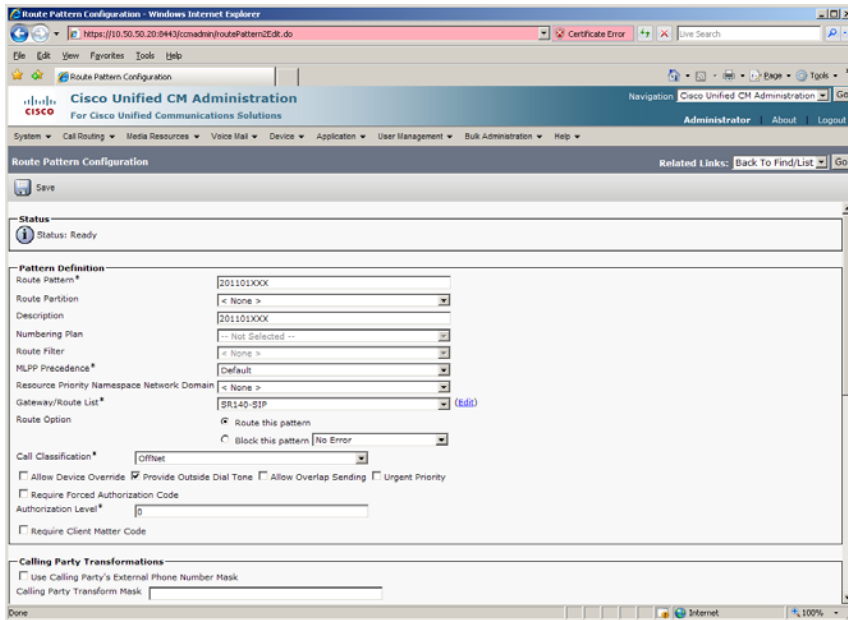 Route Pattern Configuration - Windows Internet Explorer
https://10.50.50.20:8443/ccmadmin/routePattern2Edit.do
Certificate Error
Live Search
File Edit View Favorites Tools Help
Route Pattern Configuration
Page Tools
CISCO
Cisco Unified CM Administration
For Cisco Unified Communications Solutions
Navigation Cisco Unified CM Administration Go
Administrator About Logout
System Call Routing Media Resources Voice Mail Device Application User Management Bulk Administration Help
Route Pattern Configuration
Related Links: Back To Find/List Go
Save
Status
Status: Ready
Pattern Definition
Route Pattern* 201101XXX
Route Partition < None >
Description 201101XXX
Numbering Plan -- Not Selected --
Route Filter < None >
MLPP Precedence* Default
Resource Priority Namespace Network Domain < None >
Gateway/Route List* SR140-SIP (Edit)
Route Option Route this pattern
Block this pattern No Error
Call Classification* OffNet
Allow Device Override Provide Outside Dial Tone Allow Overlap Sending Urgent Priority
Require Forced Authorization Code
Authorization Level* 0
Require Client Matter Code
Calling Party Transformations
Use Calling Party's External Phone Number Mask
Calling Party Transform Mask
Done
Internet
100%